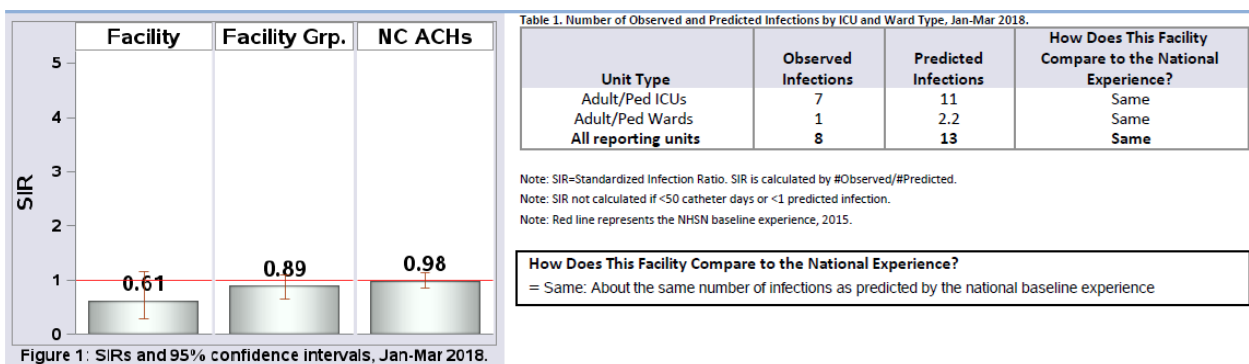 Facility Facility Grp. NC ACHs
5
4
3
2
1
0
SIR
0.61
0.89
0.98
Figure 1: SIRs and 95% confidence intervals, Jan-Mar 2018.
Table 1. Number of Observed and Predicted Infections by ICU and Ward Type, Jan-Mar 2018.
Unit Type Observed Infections Predicted Infections How Does This Facility Compare to the National Experience?
Adult/Ped ICUs 7 11 Same
Adult/Ped Wards 1 2.2 Same
All reporting units 8 13 Same
Note: SIR=Standardized Infection Ratio. SIR is calculated by #Observed/#Predicted.
Note: SIR not calculated if <50 catheter days or <1 predicted infection.
Note: Red line represents the NHSN baseline experience, 2015.
How Does This Facility Compare to the National Experience?
= Same: About the same number of infections as predicted by the national baseline experience